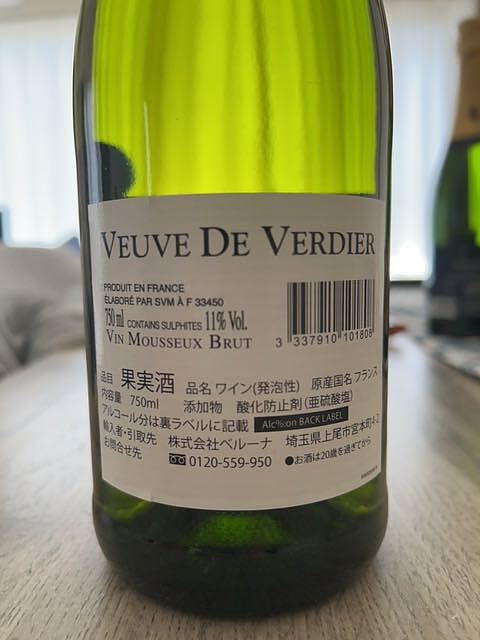 VEUVE DE VERDIER
PRODUIT EN FRANCE
ÉLABORÉ PAR SVM À F 33450
750 ml CONTAINS SULPHITES 11% Vol.
VIN MOUSSEUX BRUT
3 337910 101808
品目 果実酒 品名 ワイン(発泡性) 原産国名 フランス
内容量 750ml 添加物 酸化防止剤(亜硫酸塩)
アルコール分は裏ラベルに記載 Alc%:on BACK LABEL
輸入者・引取先 株式会社ベルーナ 埼玉県上尾市宮本町4-2
お問合せ先 0120-559-950 ●お酒は20歳を過ぎてから